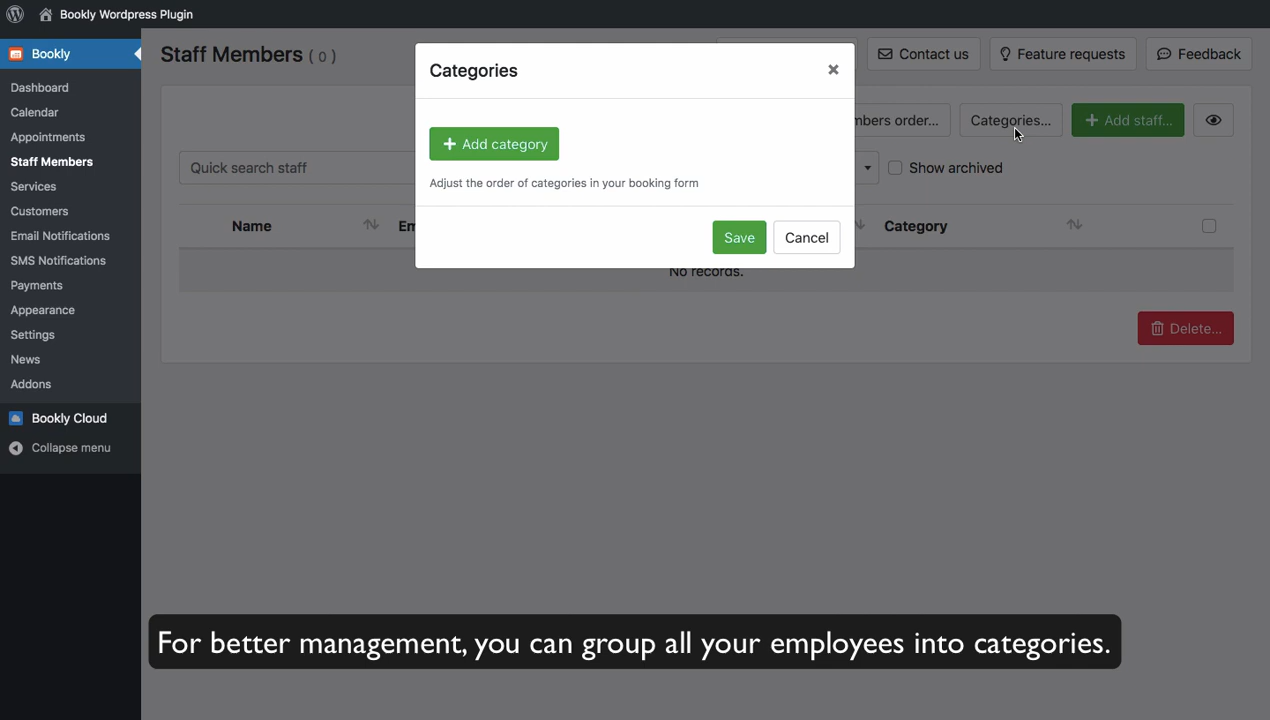 Bookly Wordpress Plugin
Bookly
Dashboard
Calendar
Appointments
Staff Members
Services
Customers
Email Notifications
SMS Notifications
Payments
Appearance
Settings
News
Addons
Bookly Cloud
Collapse menu
Staff Members ( 0 )
Contact us
Feature requests
Feedback
Categories...
Add staff...
Quick search staff
Show archived
Name
Category
No records.
Delete...
Categories
Add category
Adjust the order of categories in your booking form
Save
Cancel
For better management, you can group all your employees into categories.